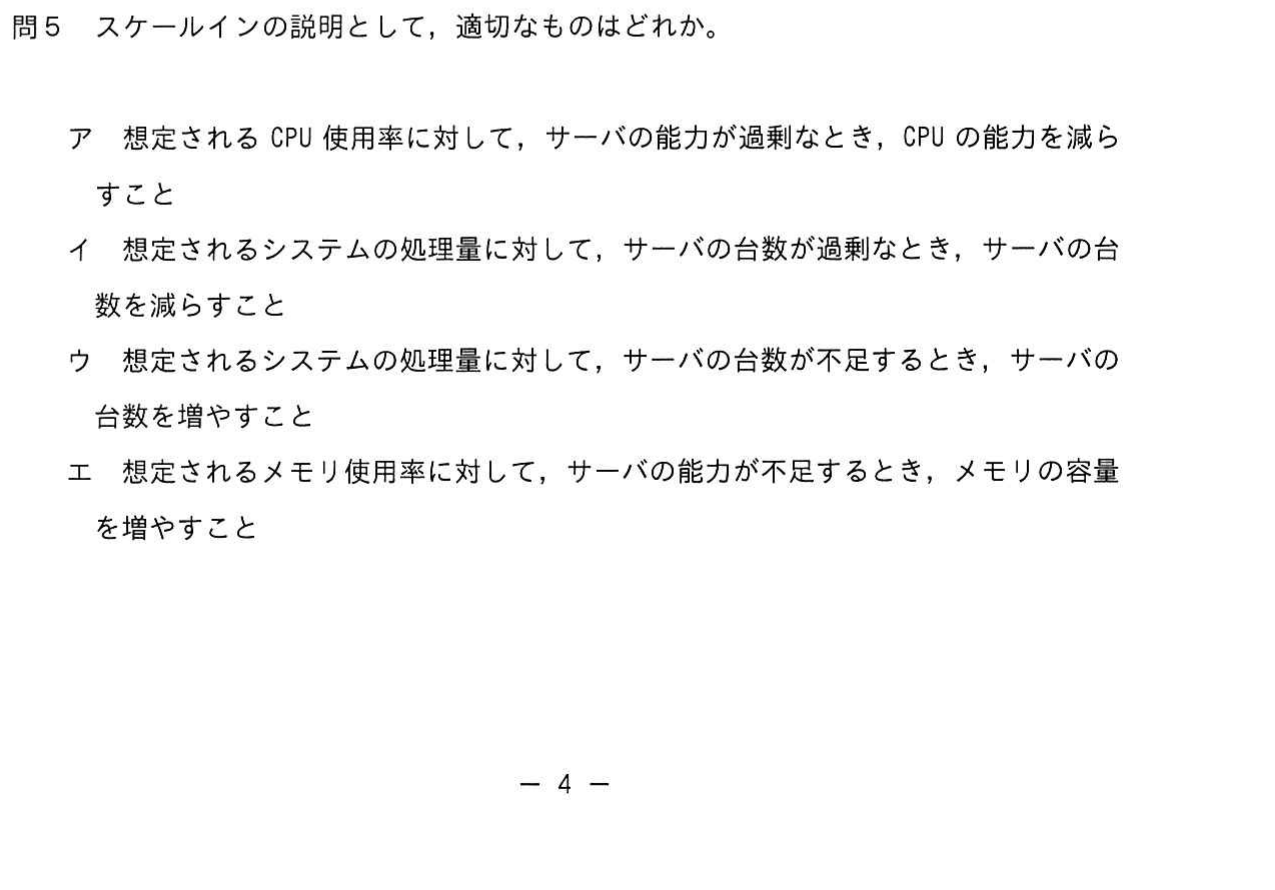 問５　スケールインの説明として，適切なものはどれか。
ア　想定される CPU 使用率に対して，サーバの能力が過剰なとき，CPU の能力を減ら
すこと
イ　想定されるシステムの処理量に対して，サーバの台数が過剰なとき，サーバの台
数を減らすこと
ウ　想定されるシステムの処理量に対して，サーバの台数が不足するとき，サーバの
台数を増やすこと
エ　想定されるメモリ使用率に対して，サーバの能力が不足するとき，メモリの容量
を増やすこと
－ 4 －